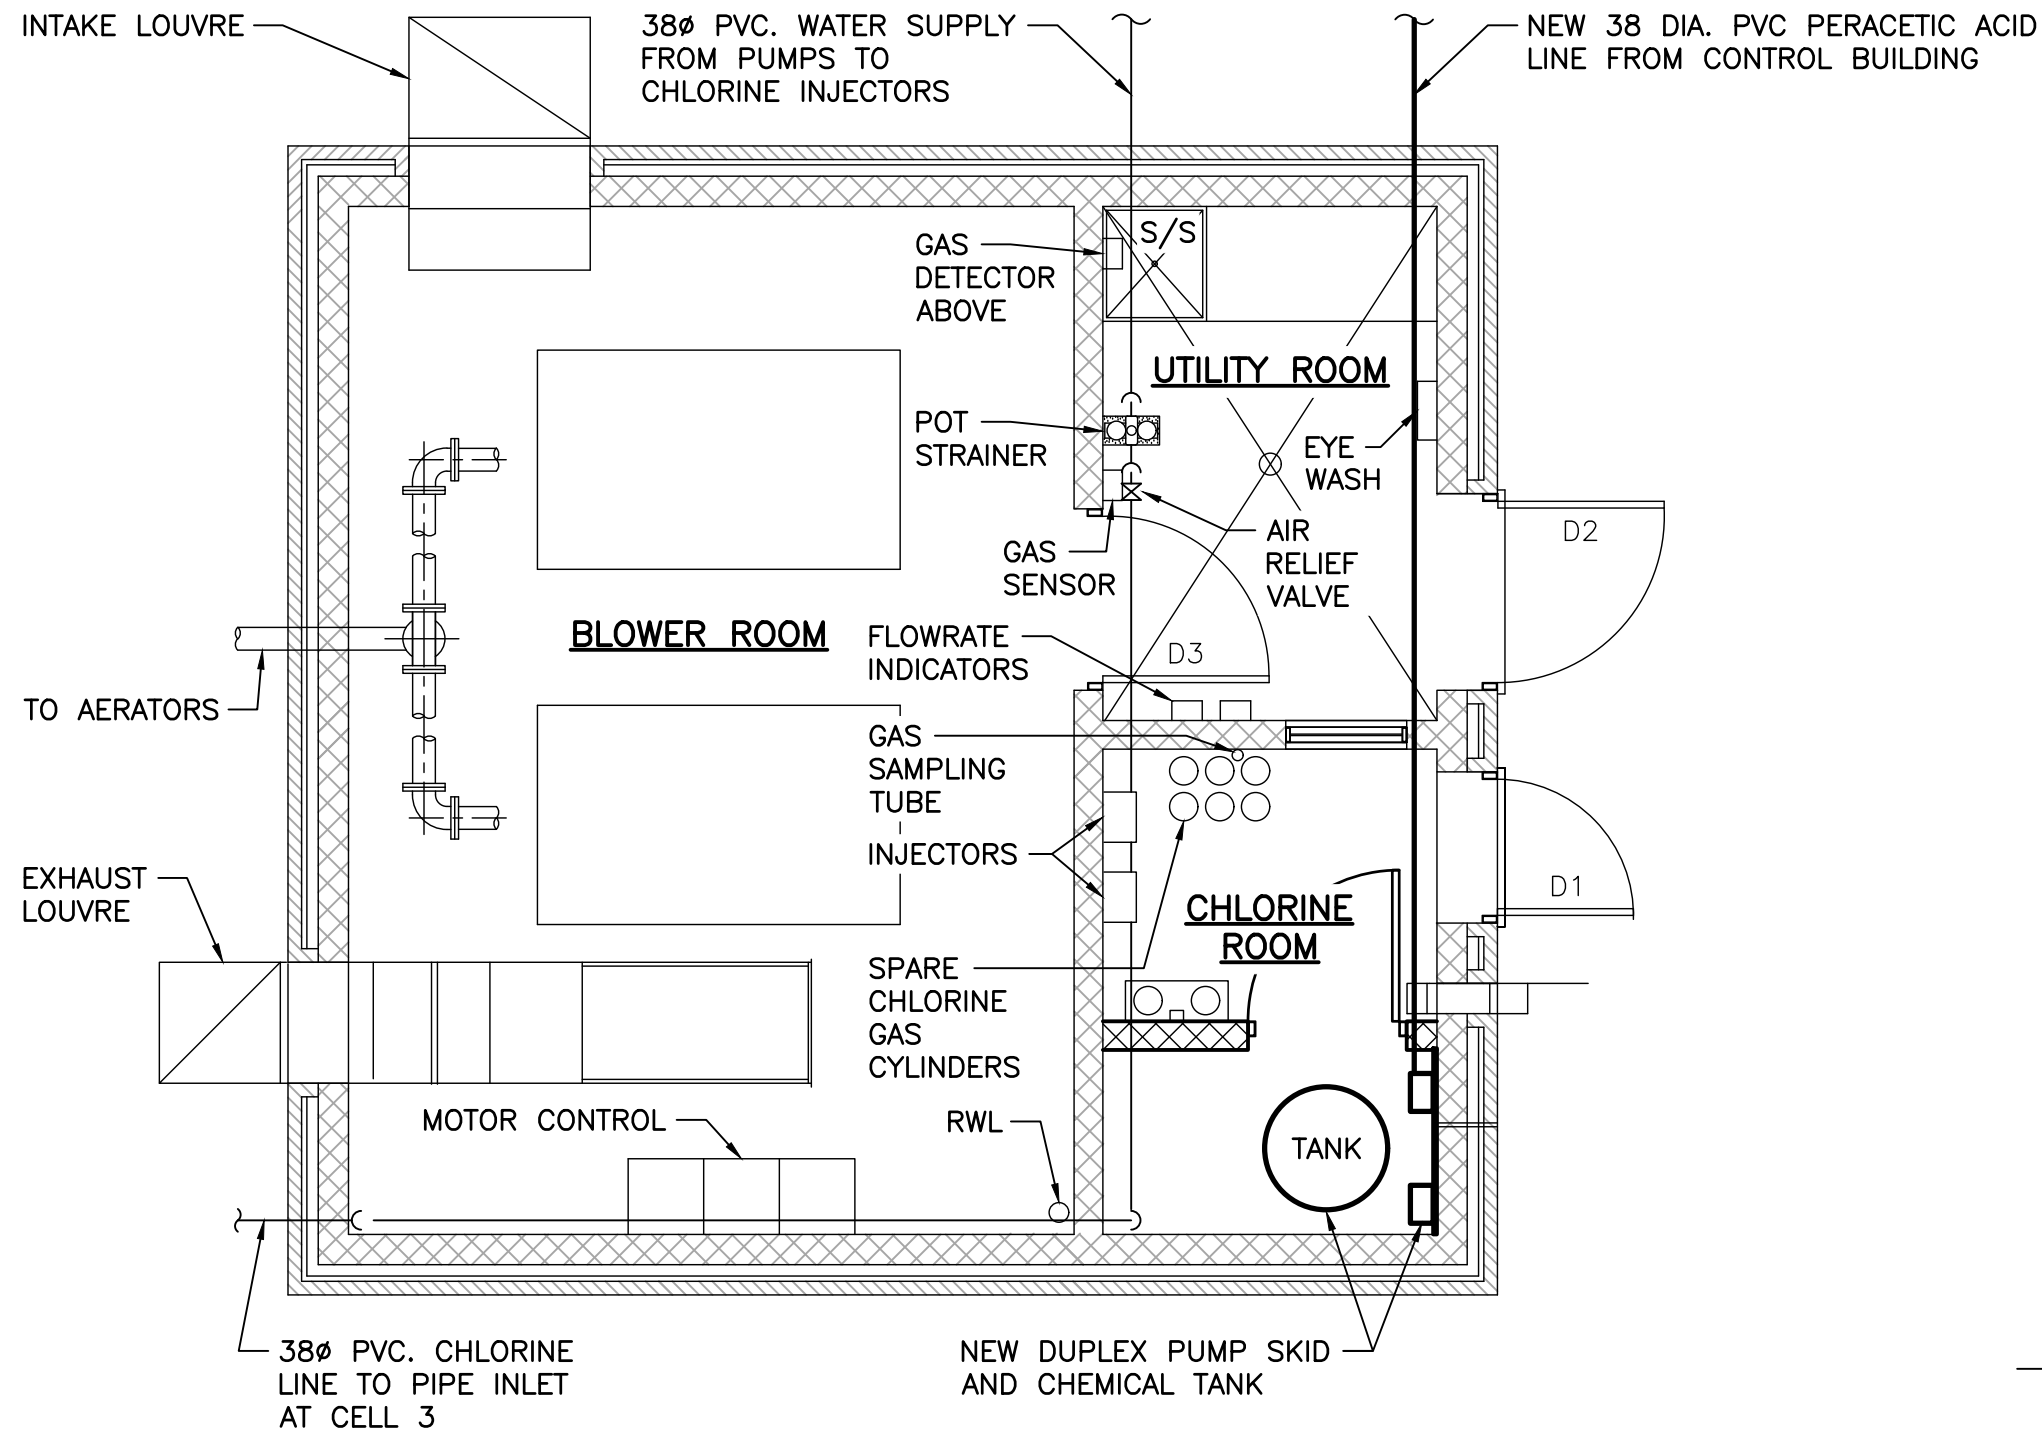 INTAKE LOUVRE
38ø PVC. WATER SUPPLY
FROM PUMPS TO
CHLORINE INJECTORS
NEW 38 DIA. PVC PERACETIC ACID
LINE FROM CONTROL BUILDING
S/S
GAS
DETECTOR
ABOVE
UTILITY ROOM
POT
STRAINER
EYE
WASH
GAS
SENSOR
AIR
RELIEF
VALVE
D2
BLOWER ROOM
FLOWRATE
INDICATORS
D3
TO AERATORS
GAS
SAMPLING
TUBE
INJECTORS
EXHAUST
LOUVRE
D1
CHLORINE
ROOM
SPARE
CHLORINE
GAS
CYLINDERS
MOTOR CONTROL
RWL
TANK
38ø PVC. CHLORINE
LINE TO PIPE INLET
AT CELL 3
NEW DUPLEX PUMP SKID
AND CHEMICAL TANK